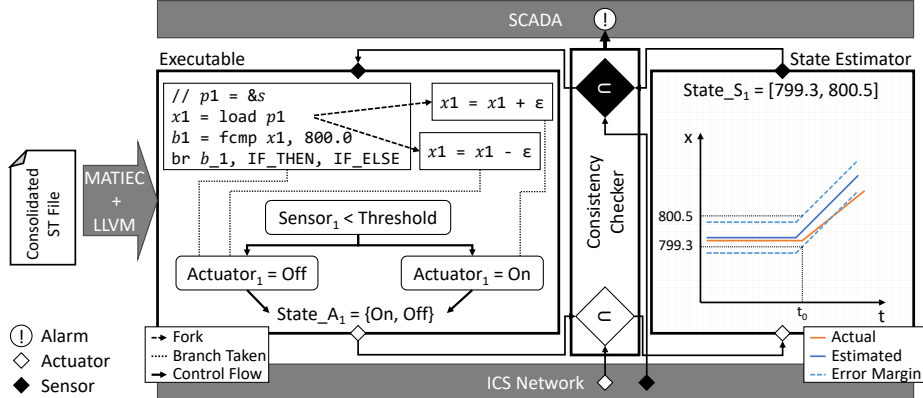 SCADA
!
Executable
State Estimator
// p1 = &s
x1 = load p1
b1 = fcmp x1, 800.0
br b_1, IF_THEN, IF_ELSE
x1 = x1 + ε
x1 = x1 - ε
Sensor1 < Threshold
Actuator1 = Off
Actuator1 = On
State_A1 = {On, Off}
Consolidated
ST File
MATIEC
+
LLVM
∩
Consistency
Checker
∩
State_S1 = [799.3, 800.5]
x
800.5
799.3
t0
t
Actual
Estimated
Error Margin
! Alarm
Actuator
Sensor
Fork
Branch Taken
Control Flow
ICS Network